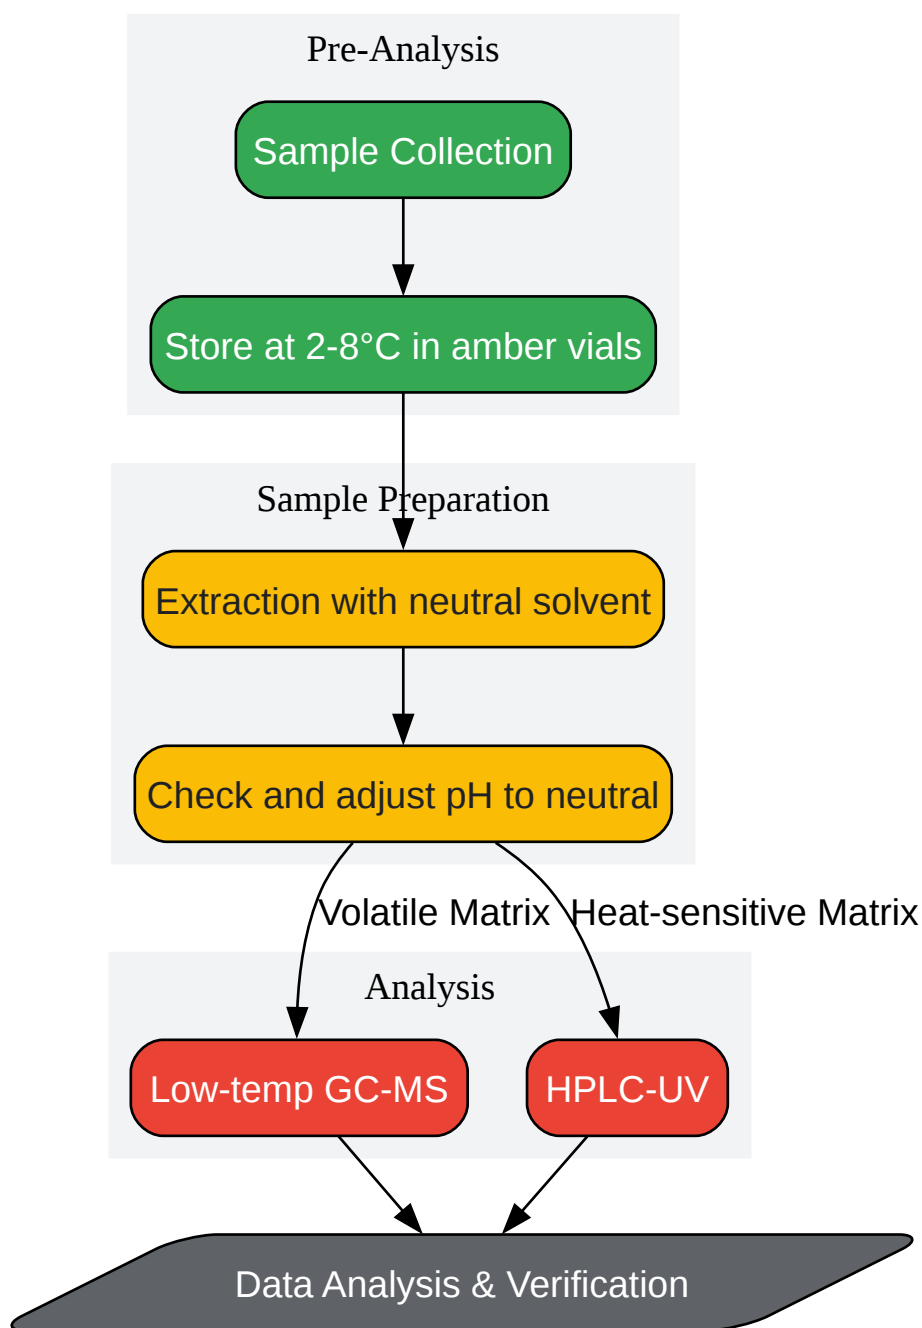 Pre-Analysis
Sample Collection
Store at 2-8°C in amber vials
Sample Preparation
Extraction with neutral solvent
Check and adjust pH to neutral
Volatile Matrix
Heat-sensitive Matrix
Analysis
Low-temp GC-MS
HPLC-UV
Data Analysis & Verification